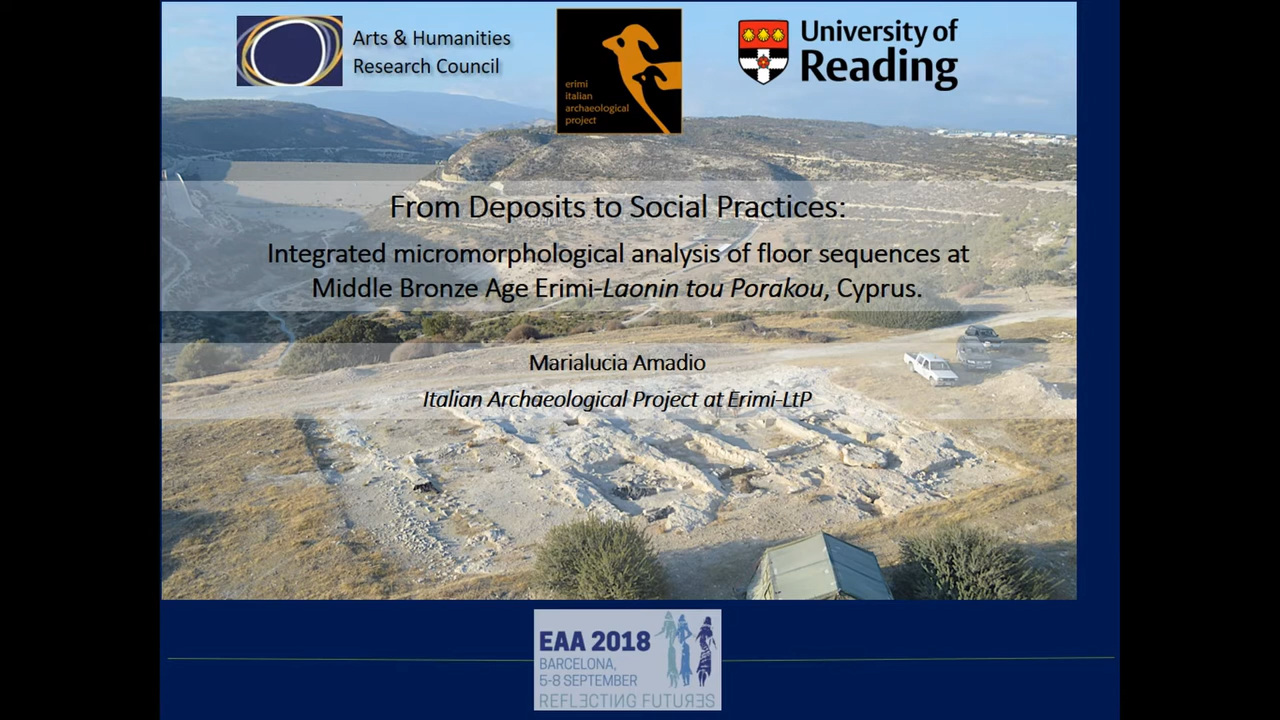 Arts & Humanities
Research Council
erimi
italian
archaeological
project
University of
Reading
From Deposits to Social Practices:
Integrated micromorphological analysis of floor sequences at
Middle Bronze Age Erimi-Laonin tou Porakou, Cyprus.
Marialucia Amadio
Italian Archaeological Project at Erimi-LtP
EAA 2018
BARCELONA,
5-8 SEPTEMBER
REFLECTING FUTURES